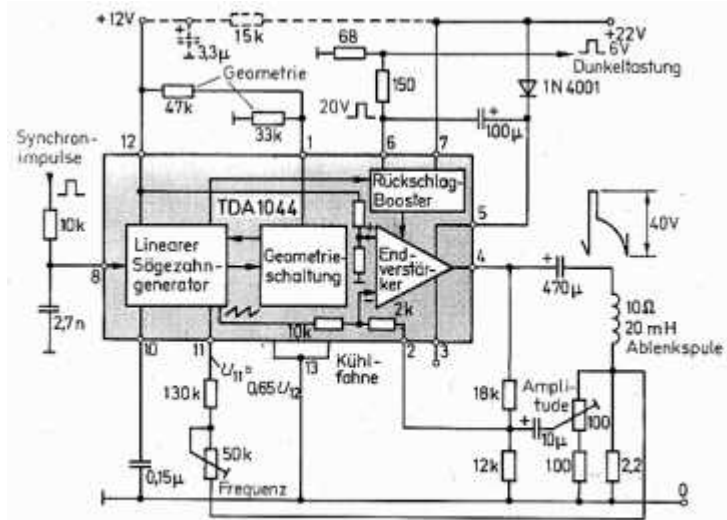 +12V
15k
+
3,3µ
68
6V
+22V
Dunkeltastung
Geometrie
47k
33k
150
1N 4001
20V
+
100µ
Synchron-
impulse
12
1
6
7
10k
TDA1044
Rückschlag-
Booster
5
40V
Linearer
Sägezahn-
generator
Geometrie-
schaltung
+
End-
verstär-
ker
4
+
470µ
8
2,7n
10k
2k
10Ω
20 mH
Ablenkspule
10
11
13
Kühl-
fahne
2
3
U11=
0,65 U12
130k
18k
Ampli-
tude
+
10µ
100
50k
0,15µ
Frequenz
12k
100
2,2
0